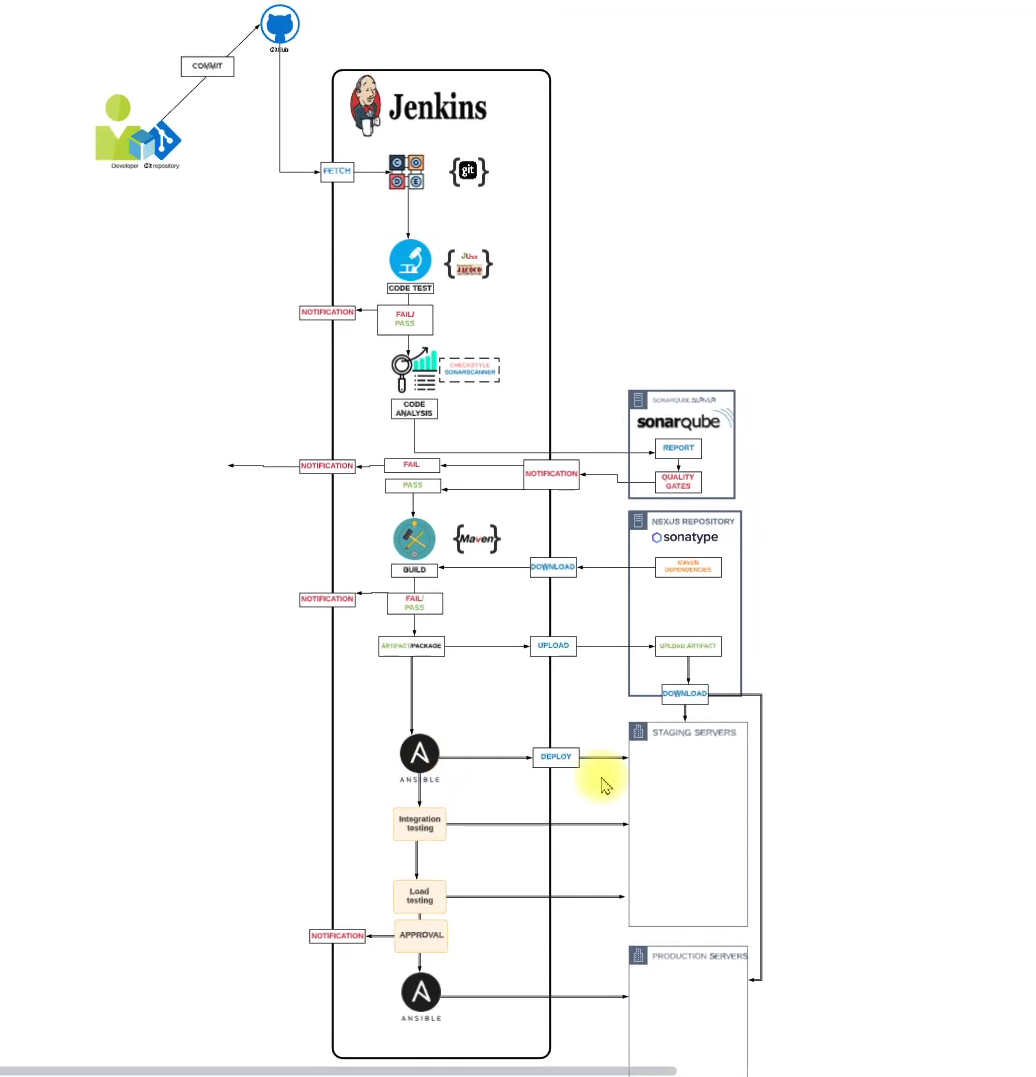 GitHub
COMMIT
Developer
Git repository
Jenkins
FETCH
C
O
D
E
{git}
JUnit
JACOCO
CODE TEST
NOTIFICATION
FAIL/
PASS
CHECKSTYLE
SONARSCANNER
CODE
ANALYSIS
SONARQUBE SERVER
sonarqube
REPORT
NOTIFICATION
FAIL
NOTIFICATION
QUALITY
GATES
PASS
NEXUS REPOSITORY
sonatype
{Maven}
BUILD
DOWNLOAD
MAVEN
DEPENDENCIES
NOTIFICATION
FAIL/
PASS
ARTIFACT/PACKAGE
UPLOAD
UPLOAD ARTIFACT
DOWNLOAD
STAGING SERVERS
DEPLOY
ANSIBLE
Integration
testing
Load
testing
NOTIFICATION
APPROVAL
PRODUCTION SERVERS
ANSIBLE